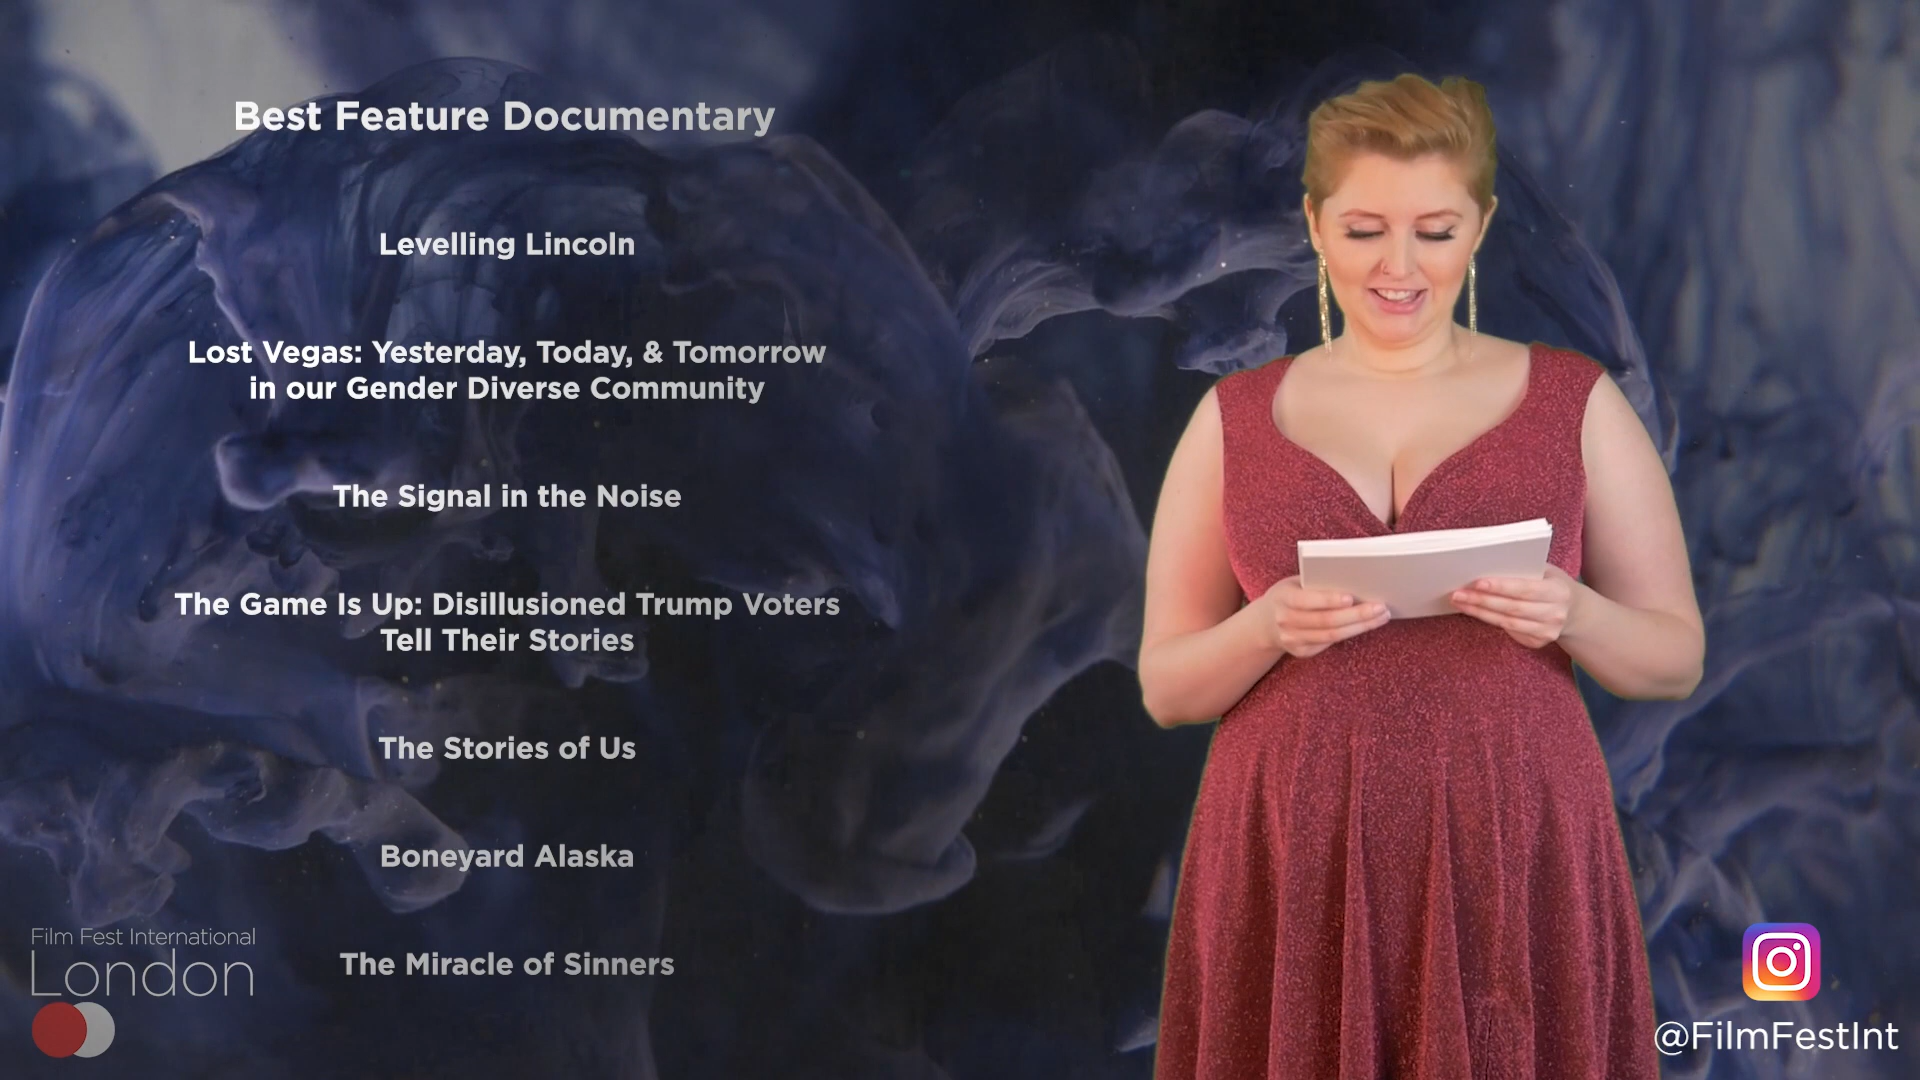 Best Feature Documentary
Levelling Lincoln
Lost Vegas: Yesterday, Today, & Tomorrow
in our Gender Diverse Community
The Signal in the Noise
The Game Is Up: Disillusioned Trump Voters
Tell Their Stories
The Stories of Us
Boneyard Alaska
The Miracle of Sinners
Film Fest International
London
@FilmFestInt